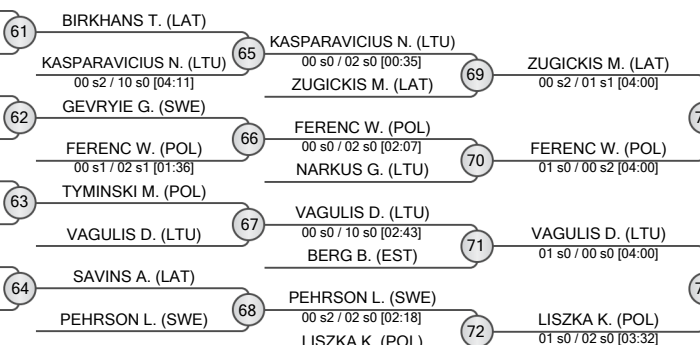 61
BIRKHANS T. (LAT)
KASPARAVICIUS N. (LTU)
00 s2 / 10 s0 [04:11]
62
GEVRYIE G. (SWE)
FERENC W. (POL)
00 s1 / 02 s1 [01:36]
63
TYMINSKI M. (POL)
VAGULIS D. (LTU)
64
SAVINS A. (LAT)
PEHRSON L. (SWE)
65
KASPARAVICIUS N. (LTU)
00 s0 / 02 s0 [00:35]
ZUGICKIS M. (LAT)
66
FERENC W. (POL)
00 s0 / 02 s0 [02:07]
NARKUS G. (LTU)
67
VAGULIS D. (LTU)
00 s0 / 10 s0 [02:43]
BERG B. (EST)
68
PEHRSON L. (SWE)
00 s2 / 02 s0 [02:18]
LISZKA K. (POL)
69
ZUGICKIS M. (LAT)
00 s2 / 01 s1 [04:00]
70
FERENC W. (POL)
01 s0 / 00 s2 [04:00]
71
VAGULIS D. (LTU)
01 s0 / 00 s0 [04:00]
72
LISZKA K. (POL)
01 s0 / 02 s0 [03:32]